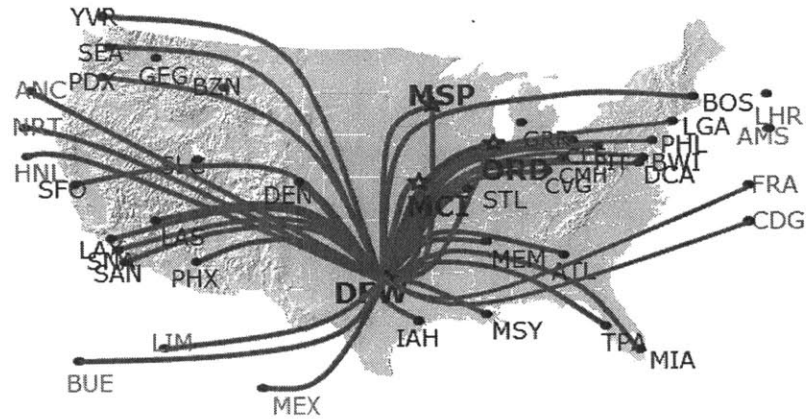 YVR
SEA
GEG
PDX
BZN
ANC
MSP
BOS
LHR
NRT
LGA
AMS
GRR
PHL
HNL
SLC
ORD
BWI
SFO
DEN
MCI
STL
CVG
CMH
DCA
FRA
CDG
LAS
LAX
SNA
SAN
PHX
MEM
ATL
DFW
MSY
IAH
TPA
LIM
MIA
BUE
MEX